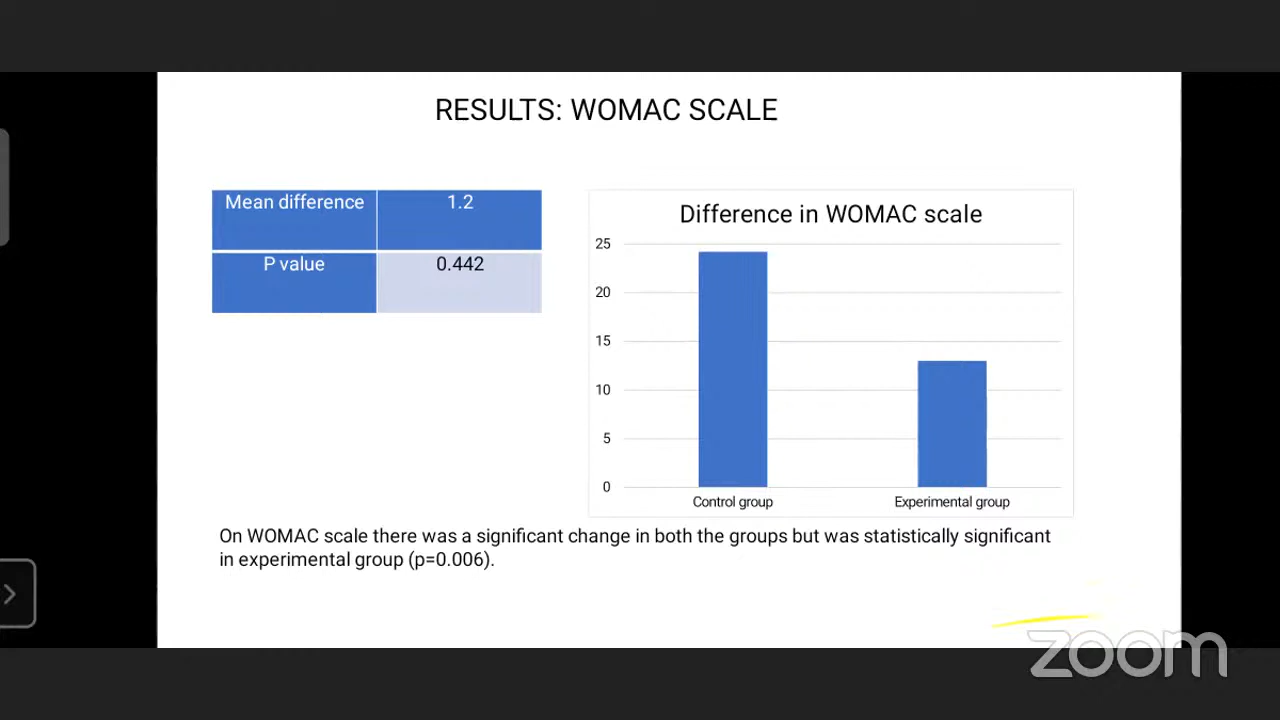 RESULTS: WOMAC SCALE
Mean difference 1.2
P value 0.442
Difference in WOMAC scale
25
20
15
10
5
0
Control group Experimental group
On WOMAC scale there was a significant change in both the groups but was statistically significant
in experimental group (p=0.006).
zoom